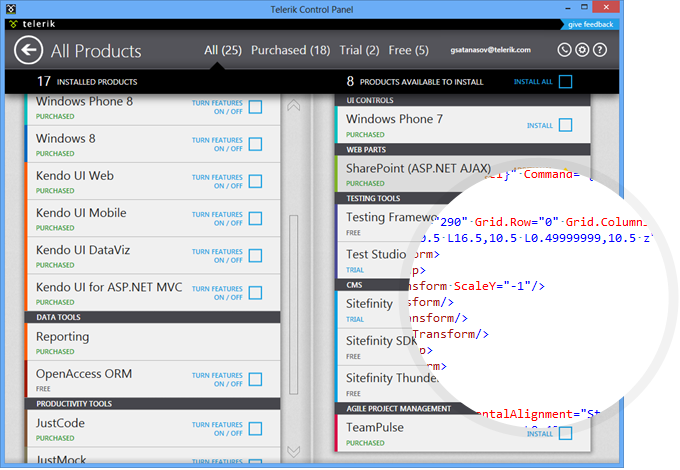 Telerik Control Panel
telerik
give feedback
All Products
All (25) Purchased (18) Trial (2) Free (5)
gsatanasov@telerik.com
17 INSTALLED PRODUCTS
8 PRODUCTS AVAILABLE TO INSTALL
INSTALL ALL
Windows Phone 8
PURCHASED
TURN FEATURES
ON / OFF
Windows 8
PURCHASED
TURN FEATURES
ON / OFF
Kendo UI Web
PURCHASED
TURN FEATURES
ON / OFF
Kendo UI Mobile
PURCHASED
TURN FEATURES
ON / OFF
Kendo UI DataViz
PURCHASED
TURN FEATURES
ON / OFF
Kendo UI for ASP.NET MVC
PURCHASED
TURN FEATURES
ON / OFF
DATA TOOLS
Reporting
PURCHASED
OpenAccess ORM
FREE
TURN FEATURES
ON / OFF
PRODUCTIVITY TOOLS
JustCode
PURCHASED
TURN FEATURES
ON / OFF
JustMock
TURN FEATURES
UI CONTROLS
Windows Phone 7
PURCHASED
INSTALL
WEB PARTS
SharePoint (ASP.NET AJAX)
PURCHASED
TESTING TOOLS
Testing Framewo
FREE
Test Studio
TRIAL
CMS
Sitefinity
TRIAL
Sitefinity SDK
FREE
Sitefinity Thunder
FREE
AGILE PROJECT MANAGEMENT
TeamPulse
PURCHASED
INSTALL
}" Command="{
"290" Grid.Row="0" Grid.Column
0.5 L16.5,10.5 L0.49999999,10.5 z"
orm>
p>
nsform ScaleY="-1"/>
sform/>
nsform/>
Transform/>
p>
orm>
entalAlignment="St